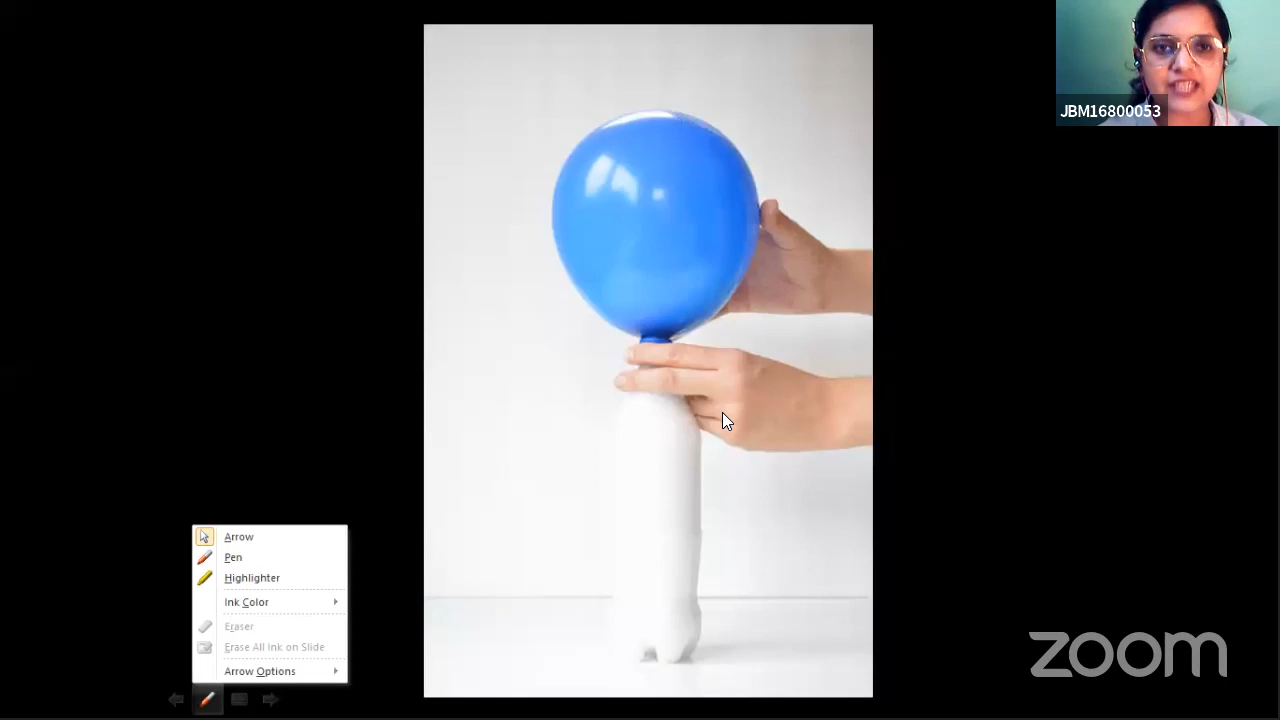 JBM16800053
Arrow
Pen
Highlighter
Ink Color
Eraser
Erase All Ink on Slide
Arrow Options
zoom